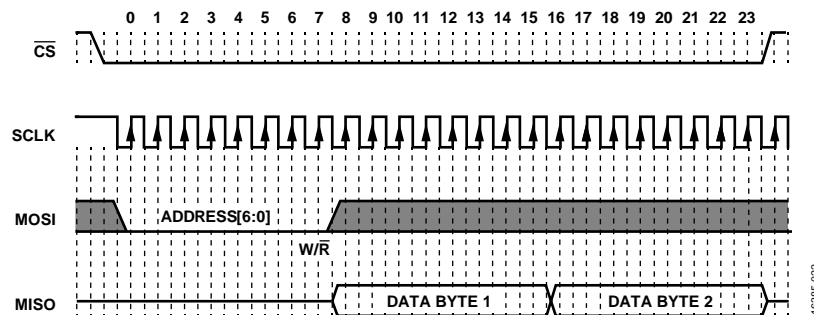 0 1 2 3 4 5 6 7 8 9 10 11 12 13 14 15 16 17 18 19 20 21 22 23
C̅S̅
SCLK
MOSI
ADDRESS[6:0]
W/R̅
MISO
DATA BYTE 1
DATA BYTE 2